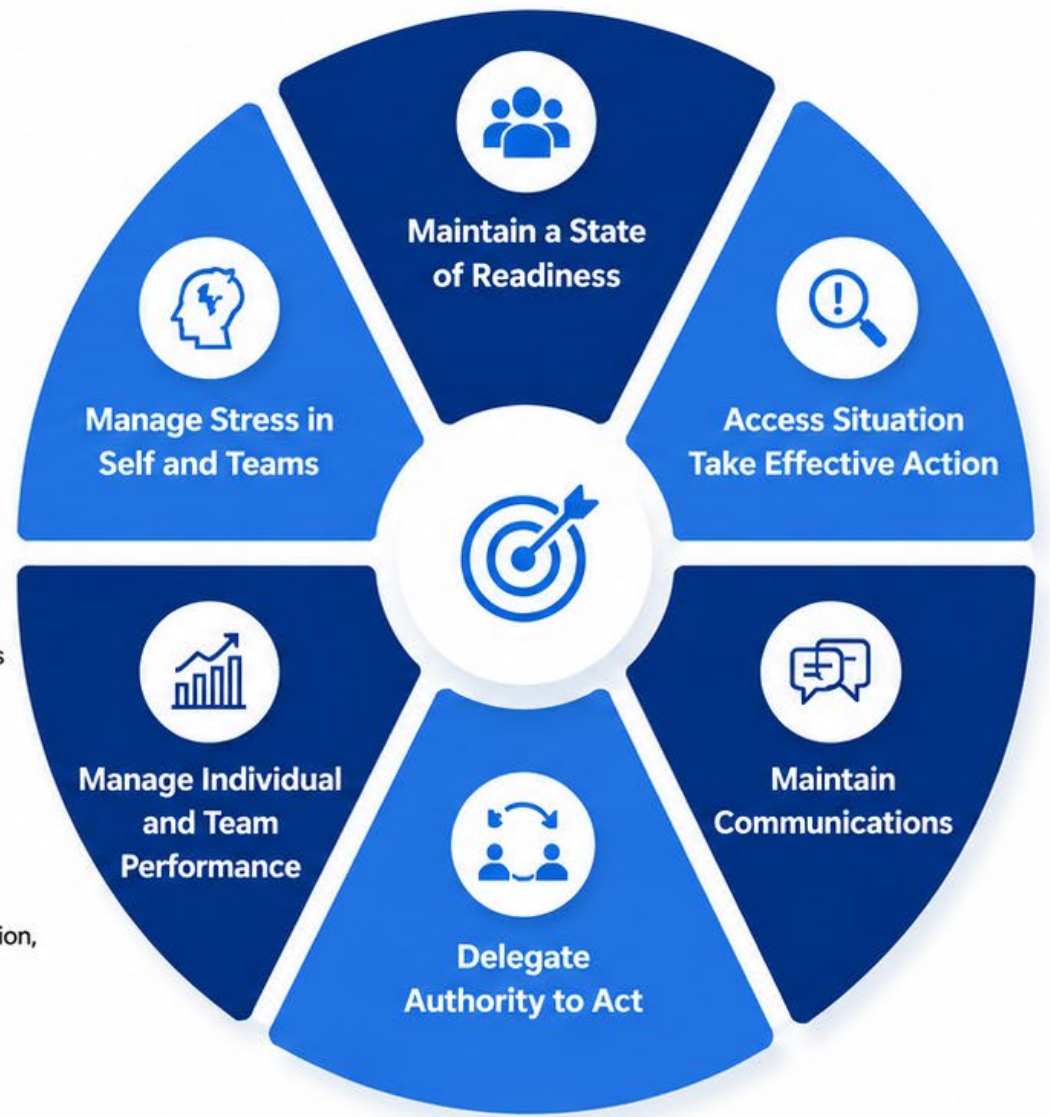 Maintain a State
of Readiness
Access Situation
Take Effective Action
Maintain
Communications
Delegate
Authority to Act
Manage Individual
and Team
Performance
Manage Stress in
Self and Teams
s
ion,